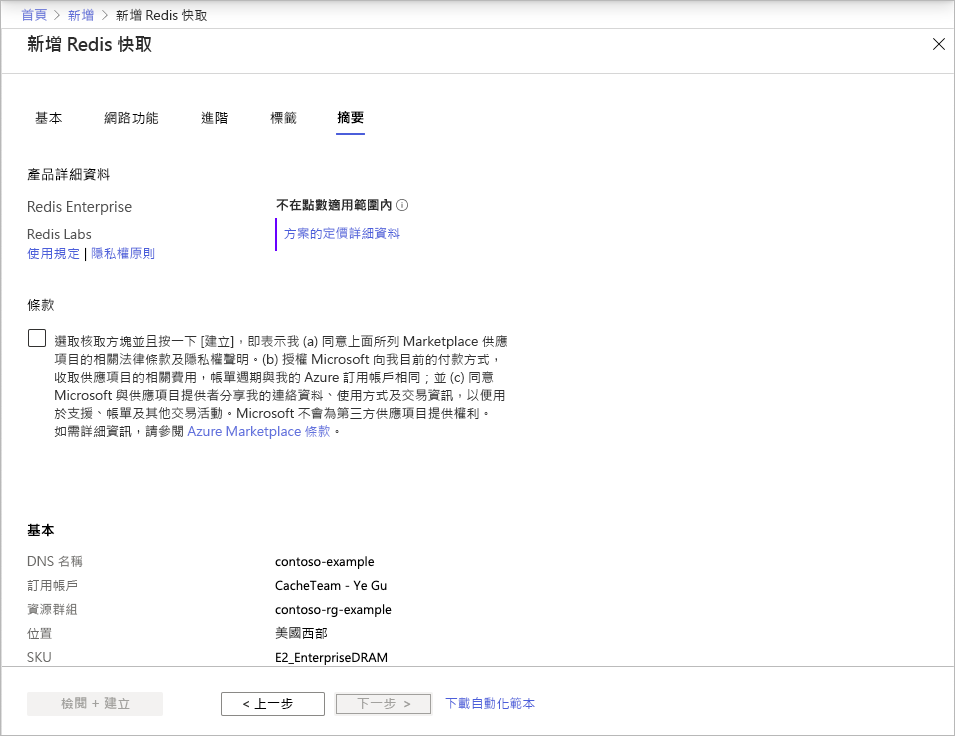 首頁 > 新增 > 新增 Redis 快取
新增 Redis 快取
基本 網路功能 進階 標籤 摘要
產品詳細資料
Redis Enterprise
不在點數適用範圍內
Redis Labs
方案的定價詳細資料
使用規定 | 隱私權原則
條款
選取核取方塊並且按一下 [建立],即表示我 (a) 同意上面所列 Marketplace 供應
項目的相關法律條款及隱私權聲明。(b) 授權 Microsoft 向我目前的付款方式,
收取供應項目的相關費用,帳單週期與我的 Azure 訂用帳戶相同;並 (c) 同意
Microsoft 與供應項目提供者分享我的連絡資料、使用方式及交易資訊,以便用
於支援、帳單及其他交易活動。Microsoft 不會為第三方供應項目提供權利。
如需詳細資訊,請參閱 Azure Marketplace 條款。
基本
DNS 名稱 contoso-example
訂用帳戶 CacheTeam - Ye Gu
資源群組 contoso-rg-example
位置 美國西部
SKU E2_EnterpriseDRAM
檢閱 + 建立 < 上一步 下一步 > 下載自動化範本